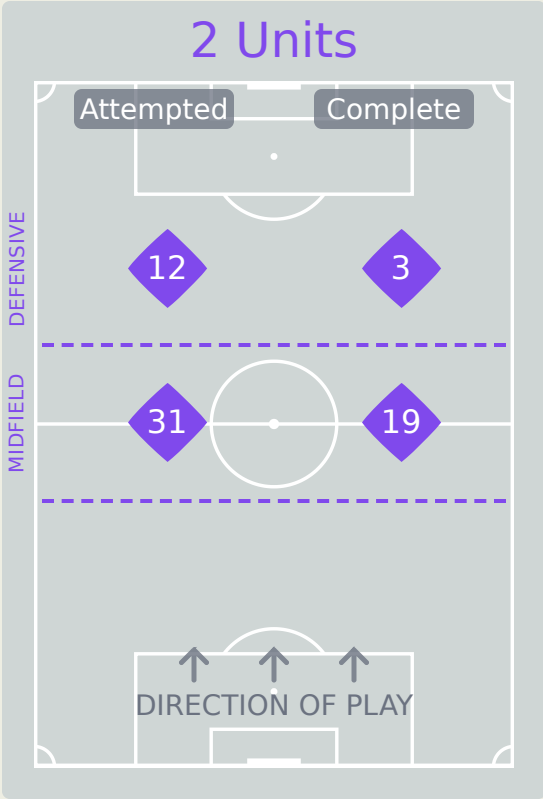 2 Units
Attempted Complete
DEFENSIVE
12 3
MIDFIELD
31 19
DIRECTION OF PLAY